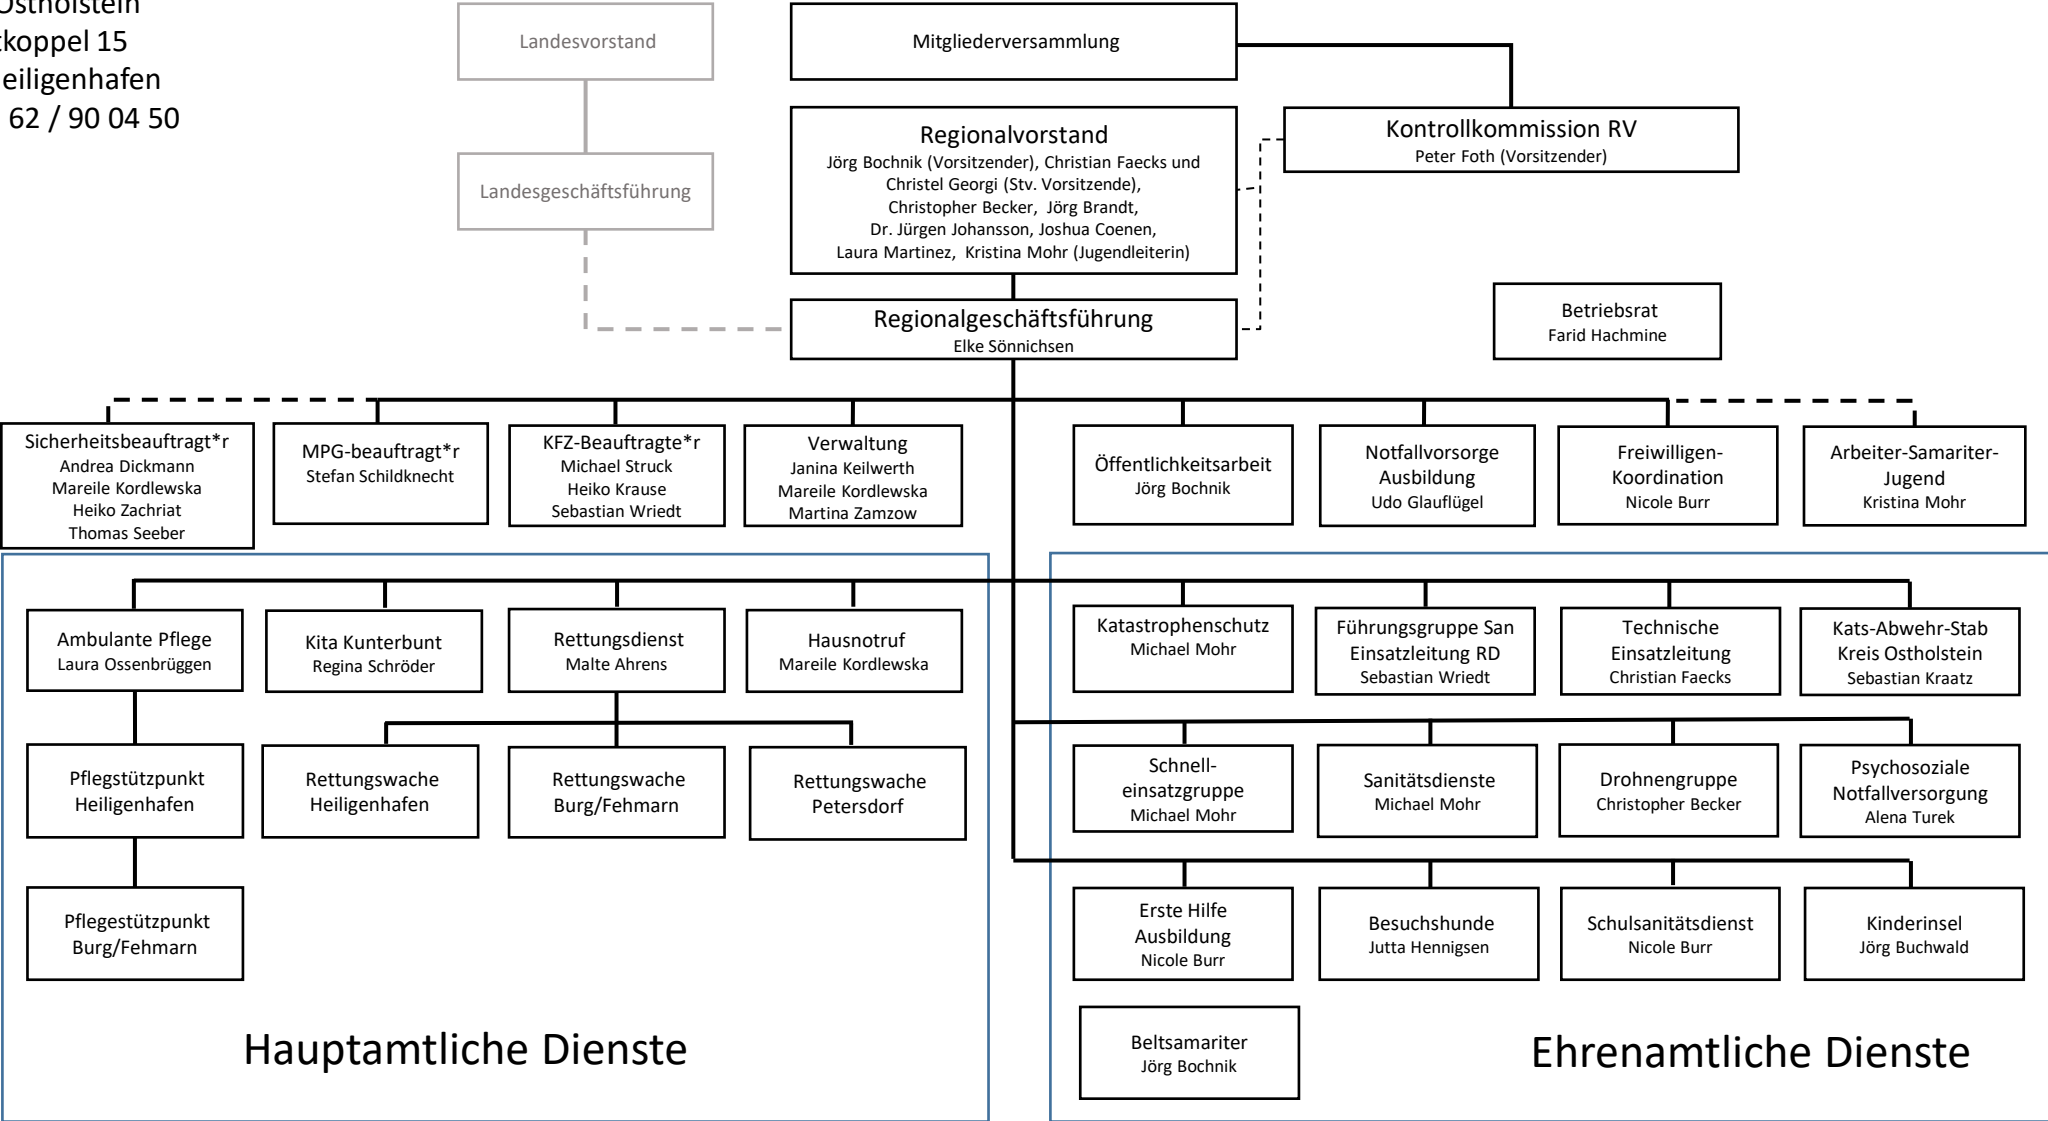 Ostholstein
koppel 15
eiligenhafen
62 / 90 04 50
Landesvorstand
Mitgliederversammlung
Landesgeschäftsführung
Regionalvorstand
Jörg Bochnik (Vorsitzender), Christian Faecks und
Christel Georgi (Stv. Vorsitzende),
Christopher Becker, Jörg Brandt,
Dr. Jürgen Johansson, Joshua Coenen,
Laura Martinez, Kristina Mohr (Jugendleiterin)
Kontrollkommission RV
Peter Foth (Vorsitzender)
Regionalgeschäftsführung
Elke Sönnichsen
Betriebsrat
Farid Hachmine
Sicherheitsbeauftragt*r
Andrea Dickmann
Mareile Kordlewska
Heiko Zachriat
Thomas Seeber
MPG-beauftragt*r
Stefan Schildknecht
KFZ-Beauftragte*r
Michael Struck
Heiko Krause
Sebastian Wriedt
Verwaltung
Janina Keilwerth
Mareile Kordlewska
Martina Zamzow
Öffentlichkeitsarbeit
Jörg Bochnik
Notfallvorsorge
Ausbildung
Udo Glauflügel
Freiwilligen-
Koordination
Nicole Burr
Arbeiter-Samariter-
Jugend
Kristina Mohr
Ambulante Pflege
Laura Ossenbrüggen
Kita Kunterbunt
Regina Schröder
Rettungsdienst
Malte Ahrens
Hausnotruf
Mareile Kordlewska
Katastrophenschutz
Michael Mohr
Führungsgruppe San
Einsatzleitung RD
Sebastian Wriedt
Technische
Einsatzleitung
Christian Faecks
Kats-Abwehr-Stab
Kreis Ostholstein
Sebastian Kraatz
Pflegstützpunkt
Heiligenhafen
Rettungswache
Heiligenhafen
Rettungswache
Burg/Fehmarn
Rettungswache
Petersdorf
Schnell-
einsatzgruppe
Michael Mohr
Sanitätsdienste
Michael Mohr
Drohnengruppe
Christopher Becker
Psychosoziale
Notfallversorgung
Alena Turek
Pflegestützpunkt
Burg/Fehmarn
Erste Hilfe
Ausbildung
Nicole Burr
Besuchshunde
Jutta Hennigsen
Schulsanitätsdienst
Nicole Burr
Kinderinsel
Jörg Buchwald
Beltsamariter
Jörg Bochnik
Hauptamtliche Dienste
Ehrenamtliche Dienste